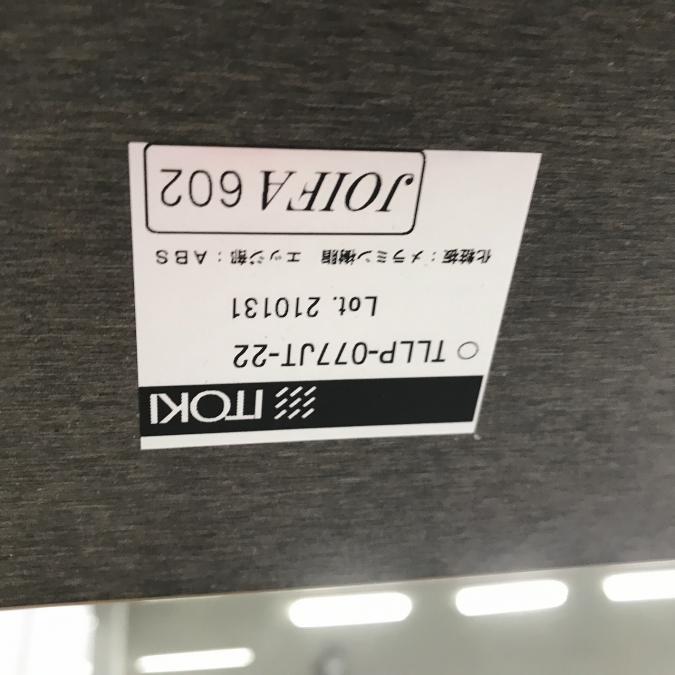 ITOKI
○ TLLP-077JT-22
Lot. 210131
化粧板：メラミン樹脂 エッジ部：ABS
JOIFA 602